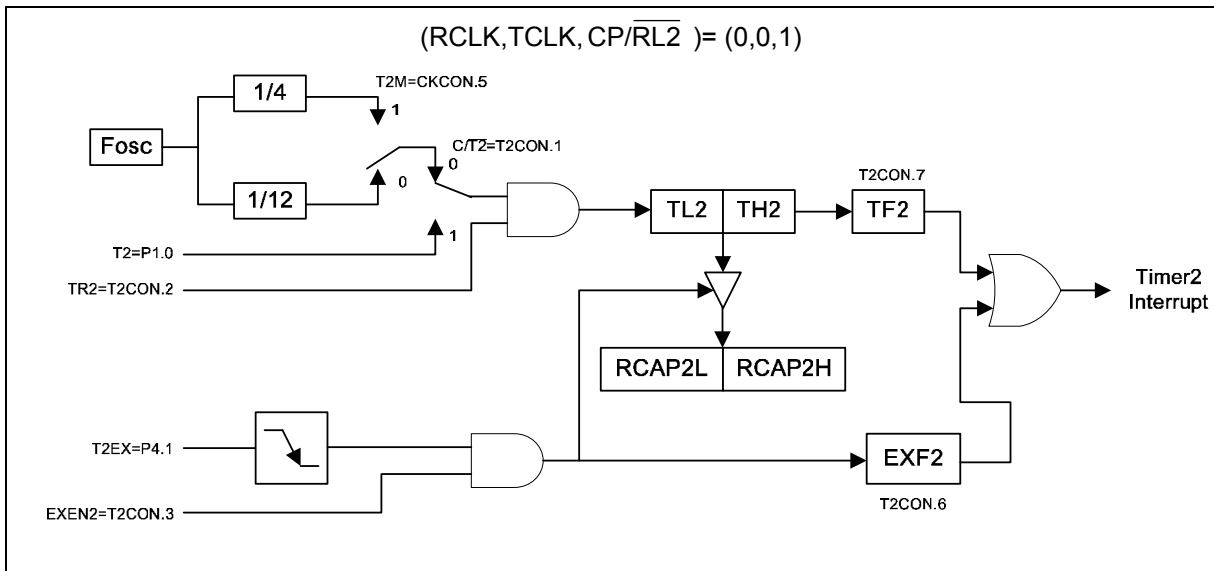 (RCLK,TCLK, CP/RL2 )= (0,0,1)
T2M=CKCON.5
1/4
1
Fosc
C/T2=T2CON.1
0
0
1/12
T2CON.7
TL2
TH2
TF2
T2=P1.0
1
TR2=T2CON.2
Timer2
Interrupt
RCAP2L
RCAP2H
T2EX=P4.1
EXF2
T2CON.6
EXEN2=T2CON.3